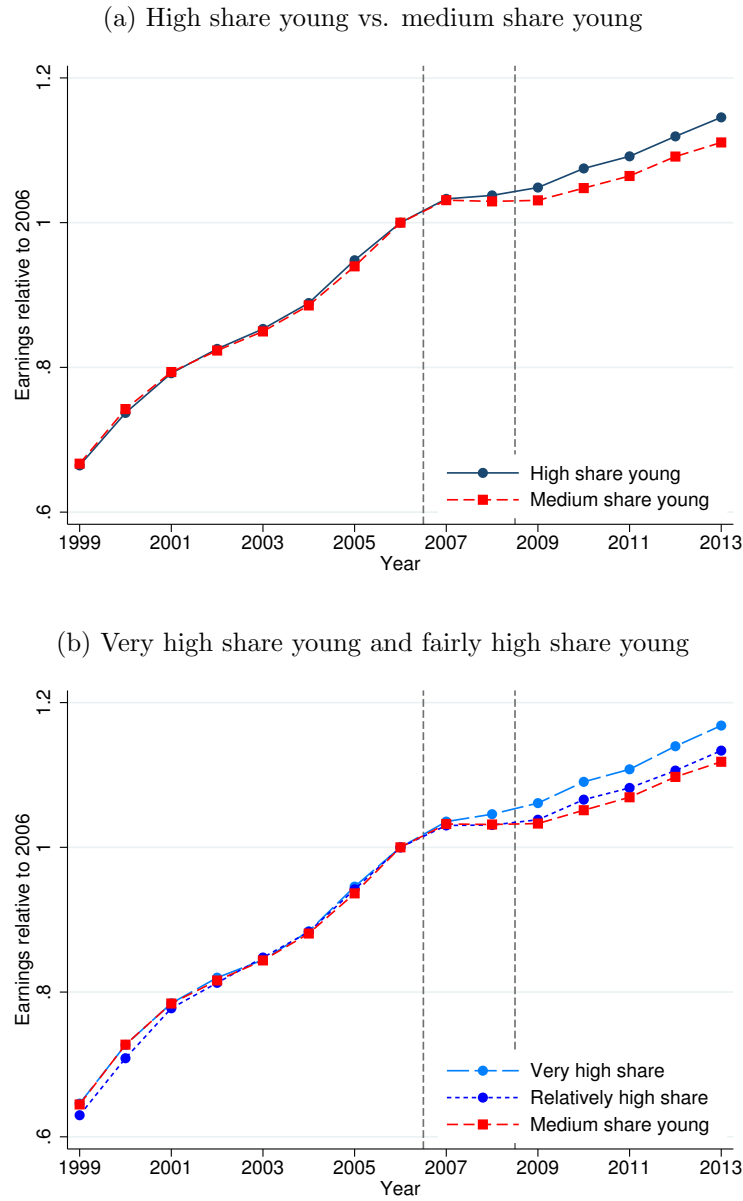 (a) High share young vs. medium share young
Earnings relative to 2006
1.2
1
.8
.6
High share young
Medium share young
1999 2001 2003 2005 2007 2009 2011 2013
Year
(b) Very high share young and fairly high share young
Earnings relative to 2006
1.2
1
.8
.6
Very high share
Relatively high share
Medium share young
1999 2001 2003 2005 2007 2009 2011 2013
Year